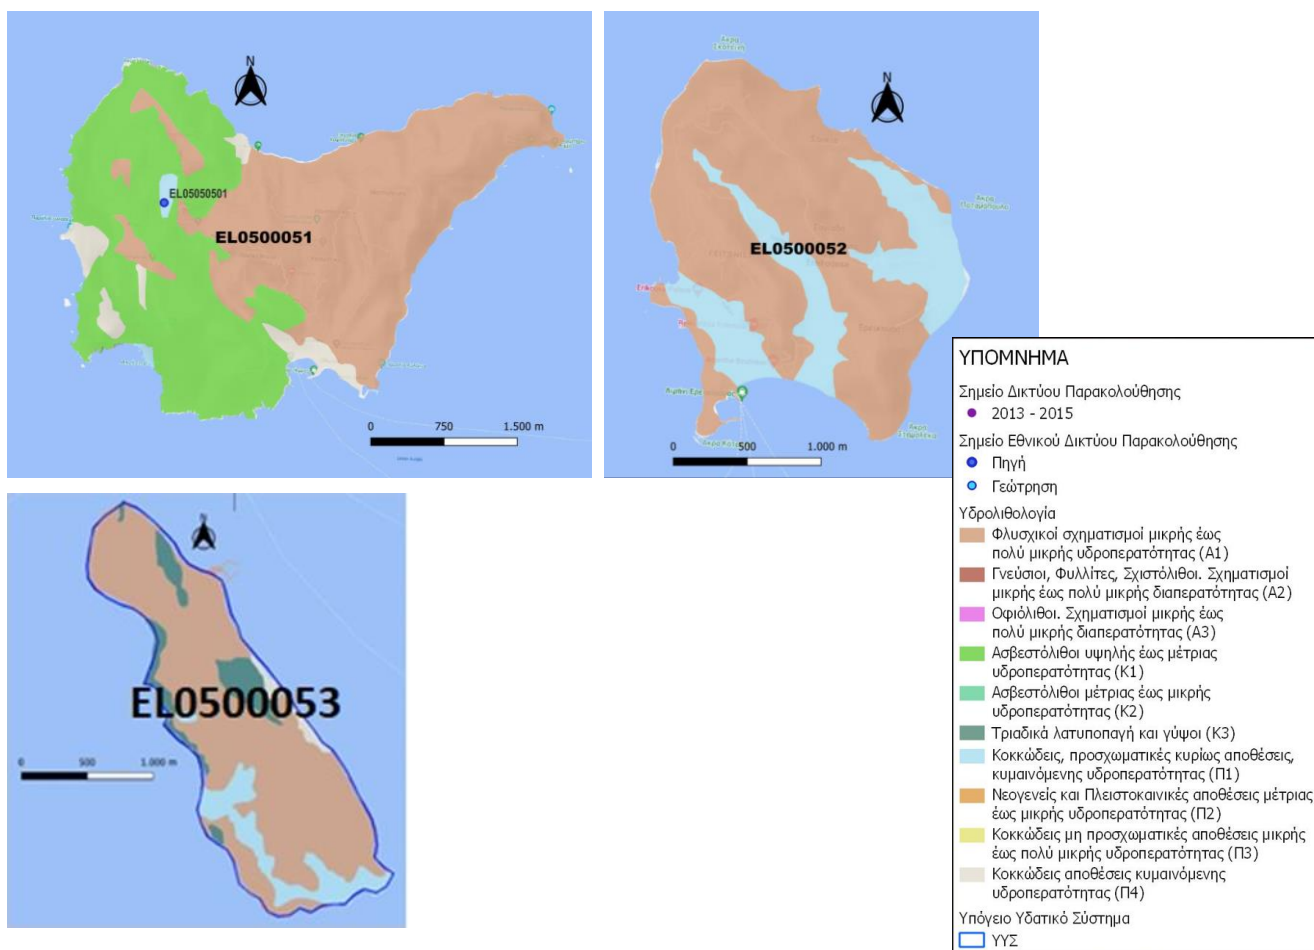 N
EL05050501
EL0500051
0 750 1.500 m
N
EL0500052
0 500 1.000 m
N
EL0500053
0 500 1.000 m
ΥΠΟΜΝΗΜΑ
Σημείο Δικτύου Παρακολούθησης
2013 - 2015
Σημείο Εθνικού Δικτύου Παρακολούθησης
Πηγή
Γεώτρηση
Υδρολιθολογία
Φλυσχικοί σχηματισμοί μικρής έως
πολύ μικρής υδροπερατότητας (Α1)
Γνεύσιοι, Φυλλίτες, Σχιστόλιθοι. Σχηματισμοί
μικρής έως πολύ μικρής διαπερατότητας (Α2)
Οφιόλιθοι. Σχηματισμοί μικρής έως
πολύ μικρής διαπερατότητας (Α3)
Ασβεστόλιθοι υψηλής έως μέτριας
υδροπερατότητας (Κ1)
Ασβεστόλιθοι μέτριας έως μικρής
υδροπερατότητας (Κ2)
Τριαδικά λατυποπαγή και γύψοι (Κ3)
Κοκκώδεις, προσχωματικές κυρίως αποθέσεις,
κυμαινόμενης υδροπερατότητας (Π1)
Νεογενείς και Πλειστοκαινικές αποθέσεις μέτριας
έως μικρής υδροπερατότητας (Π2)
Κοκκώδεις μη προσχωματικές αποθέσεις μικρής
έως πολύ μικρής υδροπερατότητας (Π3)
Κοκκώδεις αποθέσεις κυμαινόμενης
υδροπερατότητας (Π4)
Υπόγειο Υδατικό Σύστημα
ΥΥΣ